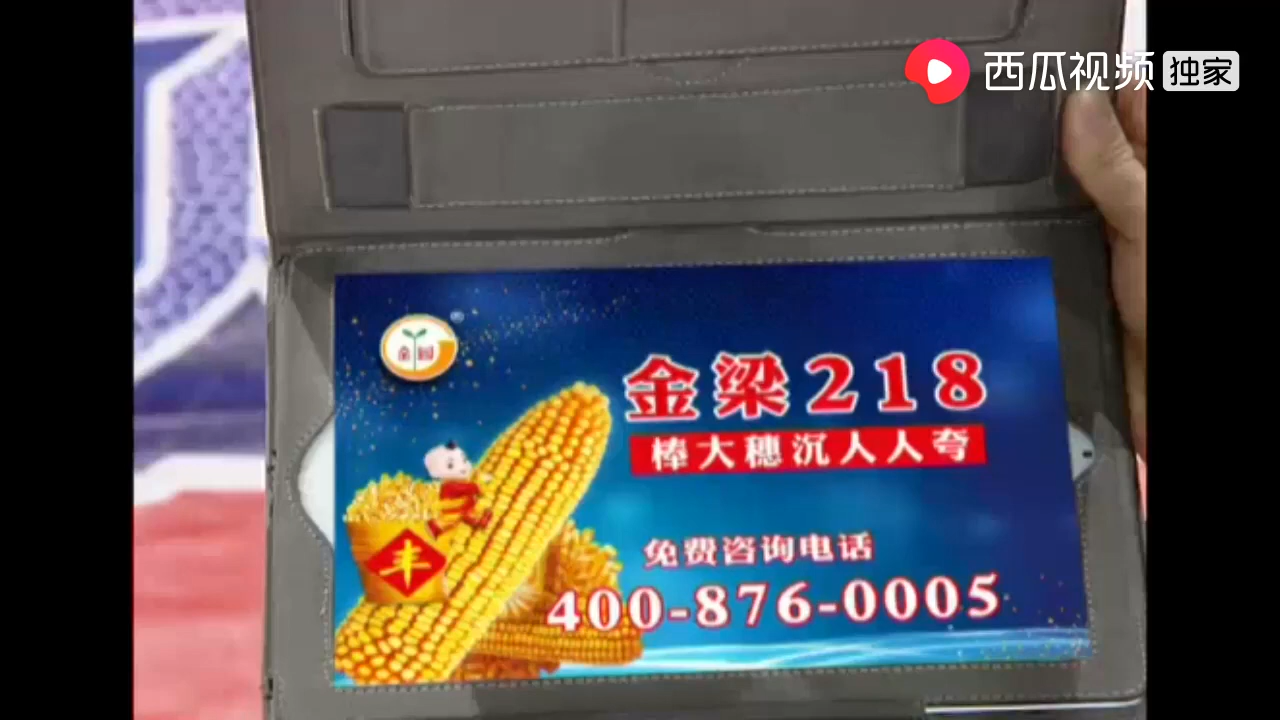 西瓜视频 独家
金梁218
棒大穗沉人人夸
丰
免费咨询电话
400-876-0005